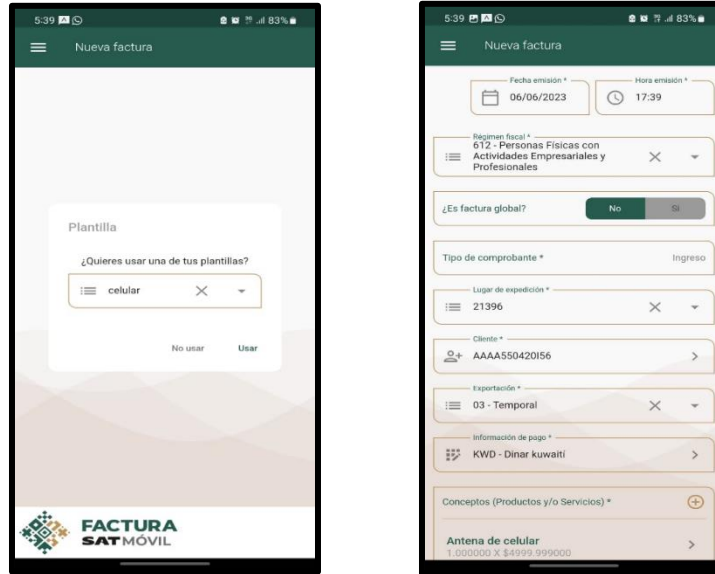 5:39
83%
Nueva factura
Plantilla
¿Quieres usar una de tus plantillas?
celular
No usar
Usar
FACTURA
SAT MÓVIL
5:39
83%
Nueva factura
Fecha emisión *
06/06/2023
Hora emisión *
17:39
Régimen fiscal *
612 - Personas Físicas con
Actividades Empresariales y
Profesionales
¿Es factura global?
No
Si
Tipo de comprobante *
Ingreso
Lugar de expedición *
21396
Cliente *
AAAA550420I56
Exportación *
03 - Temporal
Información de pago *
KWD - Dinar kuwaití
Conceptos (Productos y/o Servicios) *
Antena de celular
1.000000 X $4999.999000